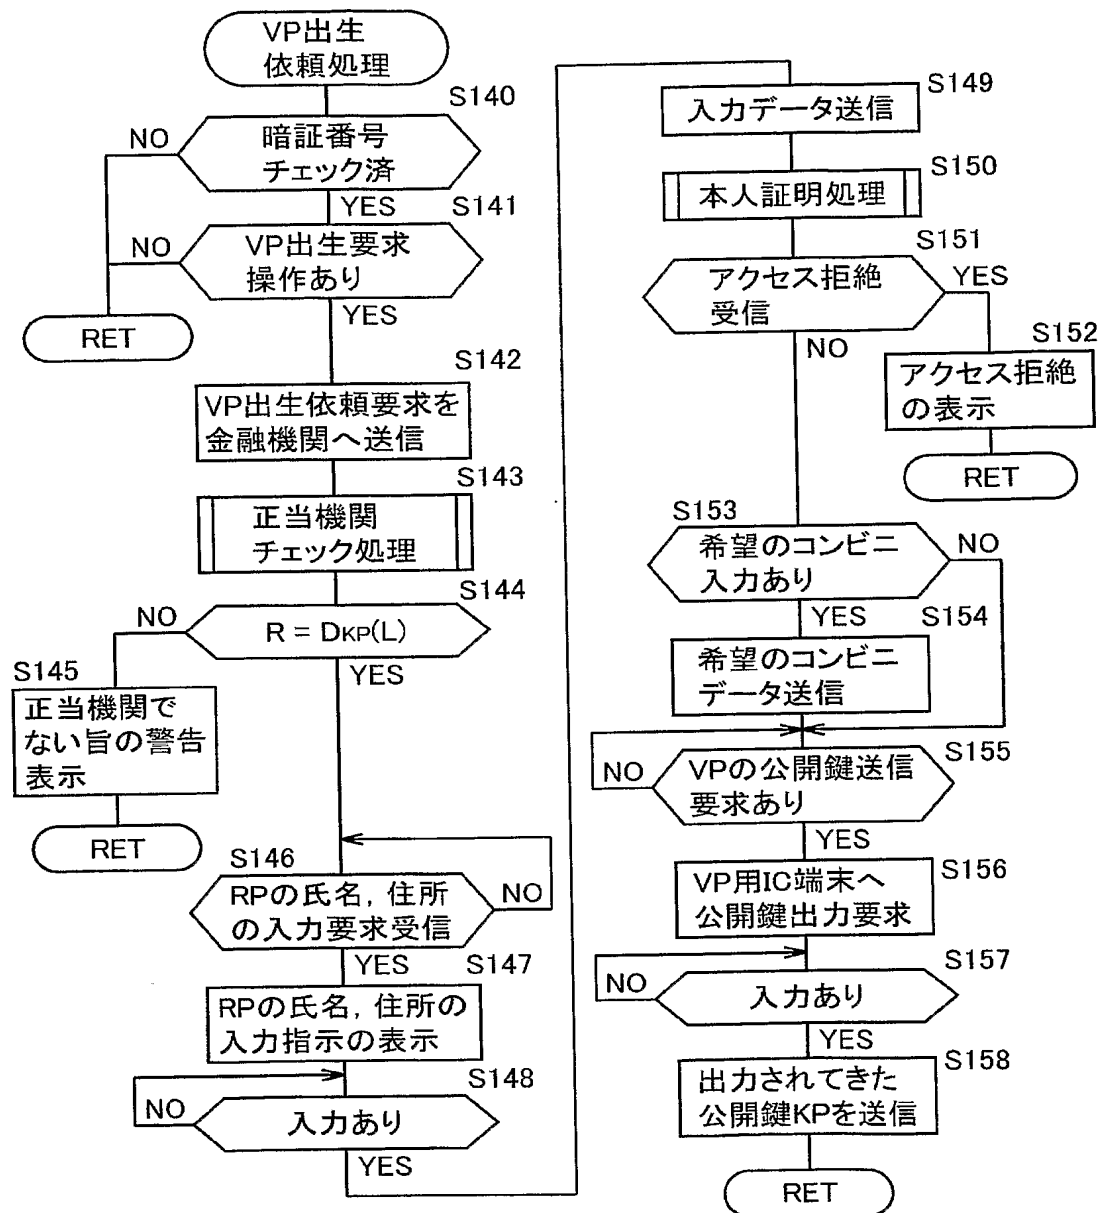 VP出生
依頼処理
S140
暗証番号
チェック済
NO
YES
S141
VP出生要求
操作あり
NO
YES
RET
S142
VP出生依頼要求を
金融機関へ送信
S143
正当機関
チェック処理
S144
R = DKP(L)
NO
YES
S145
正当機関で
ない旨の警告
表示
RET
S146
RPの氏名, 住所
の入力要求受信
NO
YES
S147
RPの氏名, 住所の
入力指示の表示
S148
入力あり
NO
YES
S149
入力データ送信
S150
本人証明処理
S151
アクセス拒絶
受信
YES
NO
S152
アクセス拒絶
の表示
RET
S153
希望のコンビニ
入力あり
NO
YES
S154
希望のコンビニ
データ送信
S155
VPの公開鍵送信
要求あり
NO
YES
S156
VP用IC端末へ
公開鍵出力要求
S157
入力あり
NO
YES
S158
出力されてきた
公開鍵KPを送信
RET